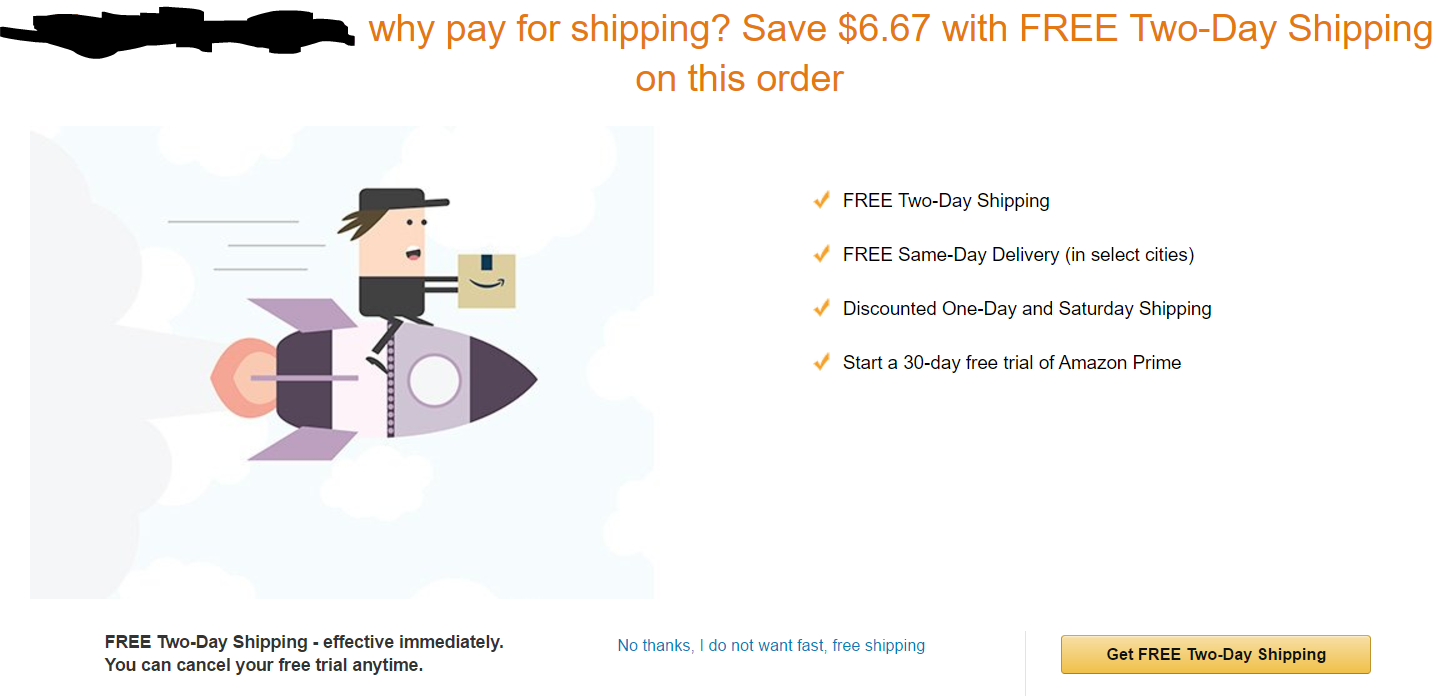 why pay for shipping? Save $6.67 with FREE Two-Day Shipping
on this order
FREE Two-Day Shipping
FREE Same-Day Delivery (in select cities)
Discounted One-Day and Saturday Shipping
Start a 30-day free trial of Amazon Prime
FREE Two-Day Shipping - effective immediately.
You can cancel your free trial anytime.
No thanks, I do not want fast, free shipping
Get FREE Two-Day Shipping